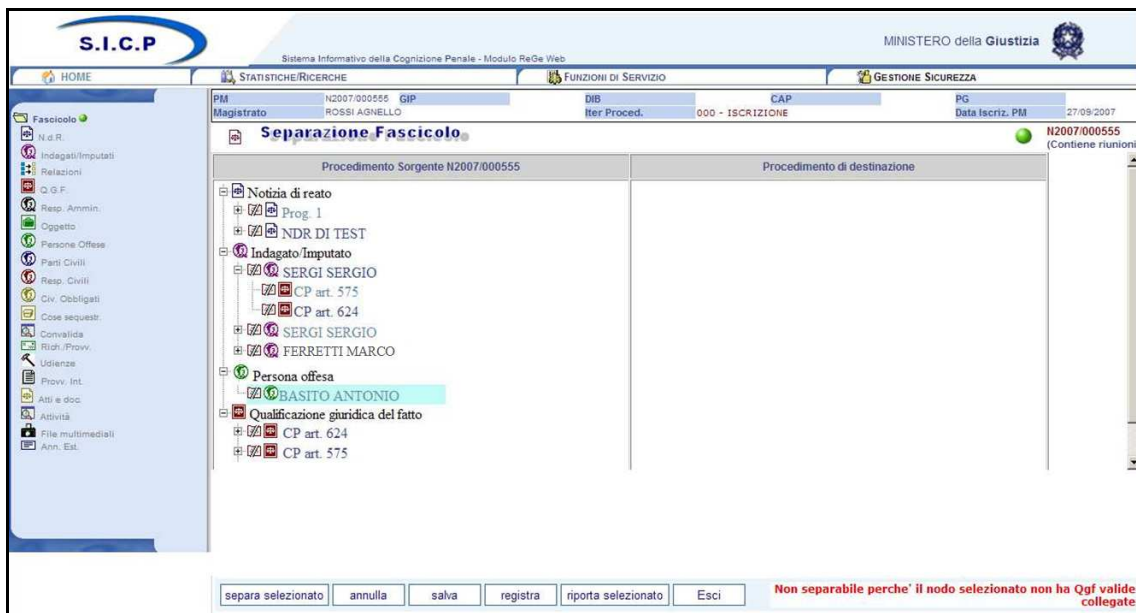 S.I.C.P
Sistema Informativo della Cognizione Penale - Modulo ReGe Web
MINISTERO della Giustizia
HOME
STATISTICHE/RICERCHE
FUNZIONI DI SERVIZIO
GESTIONE SICUREZZA
PM N2007/000555 GIP DIB CAP PG
Magistrato ROSSI AGNELLO Iter Proced. 000 - ISCRIZIONE Data Iscriz. PM 27/09/2007
Separazione Fascicolo
N2007/000555
(Contiene riunioni
Fascicolo
N.d.R.
Indagati/Imputati
Relazioni
Q.G.F.
Resp. Ammin.
Oggetto
Persone Offese
Parti Civili
Resp. Civili
Civ. Obbligati
Cose sequestr.
Convalida
Rich./Provv.
Udienze
Provv. Int.
Atti e doc.
Attività
File multimediali
Ann. Est.
Procedimento Sorgente N2007/000555
Procedimento di destinazione
Notizia di reato
Prog. 1
NDR DI TEST
Indagato/Imputato
SERGI SERGIO
CP art. 575
CP art. 624
SERGI SERGIO
FERRETTI MARCO
Persona offesa
BASITO ANTONIO
Qualificazione giuridica del fatto
CP art. 624
CP art. 575
separa selezionato
annulla
salva
registra
riporta selezionato
Esci
Non separabile perche' il nodo selezionato non ha Qgf valide
collegate